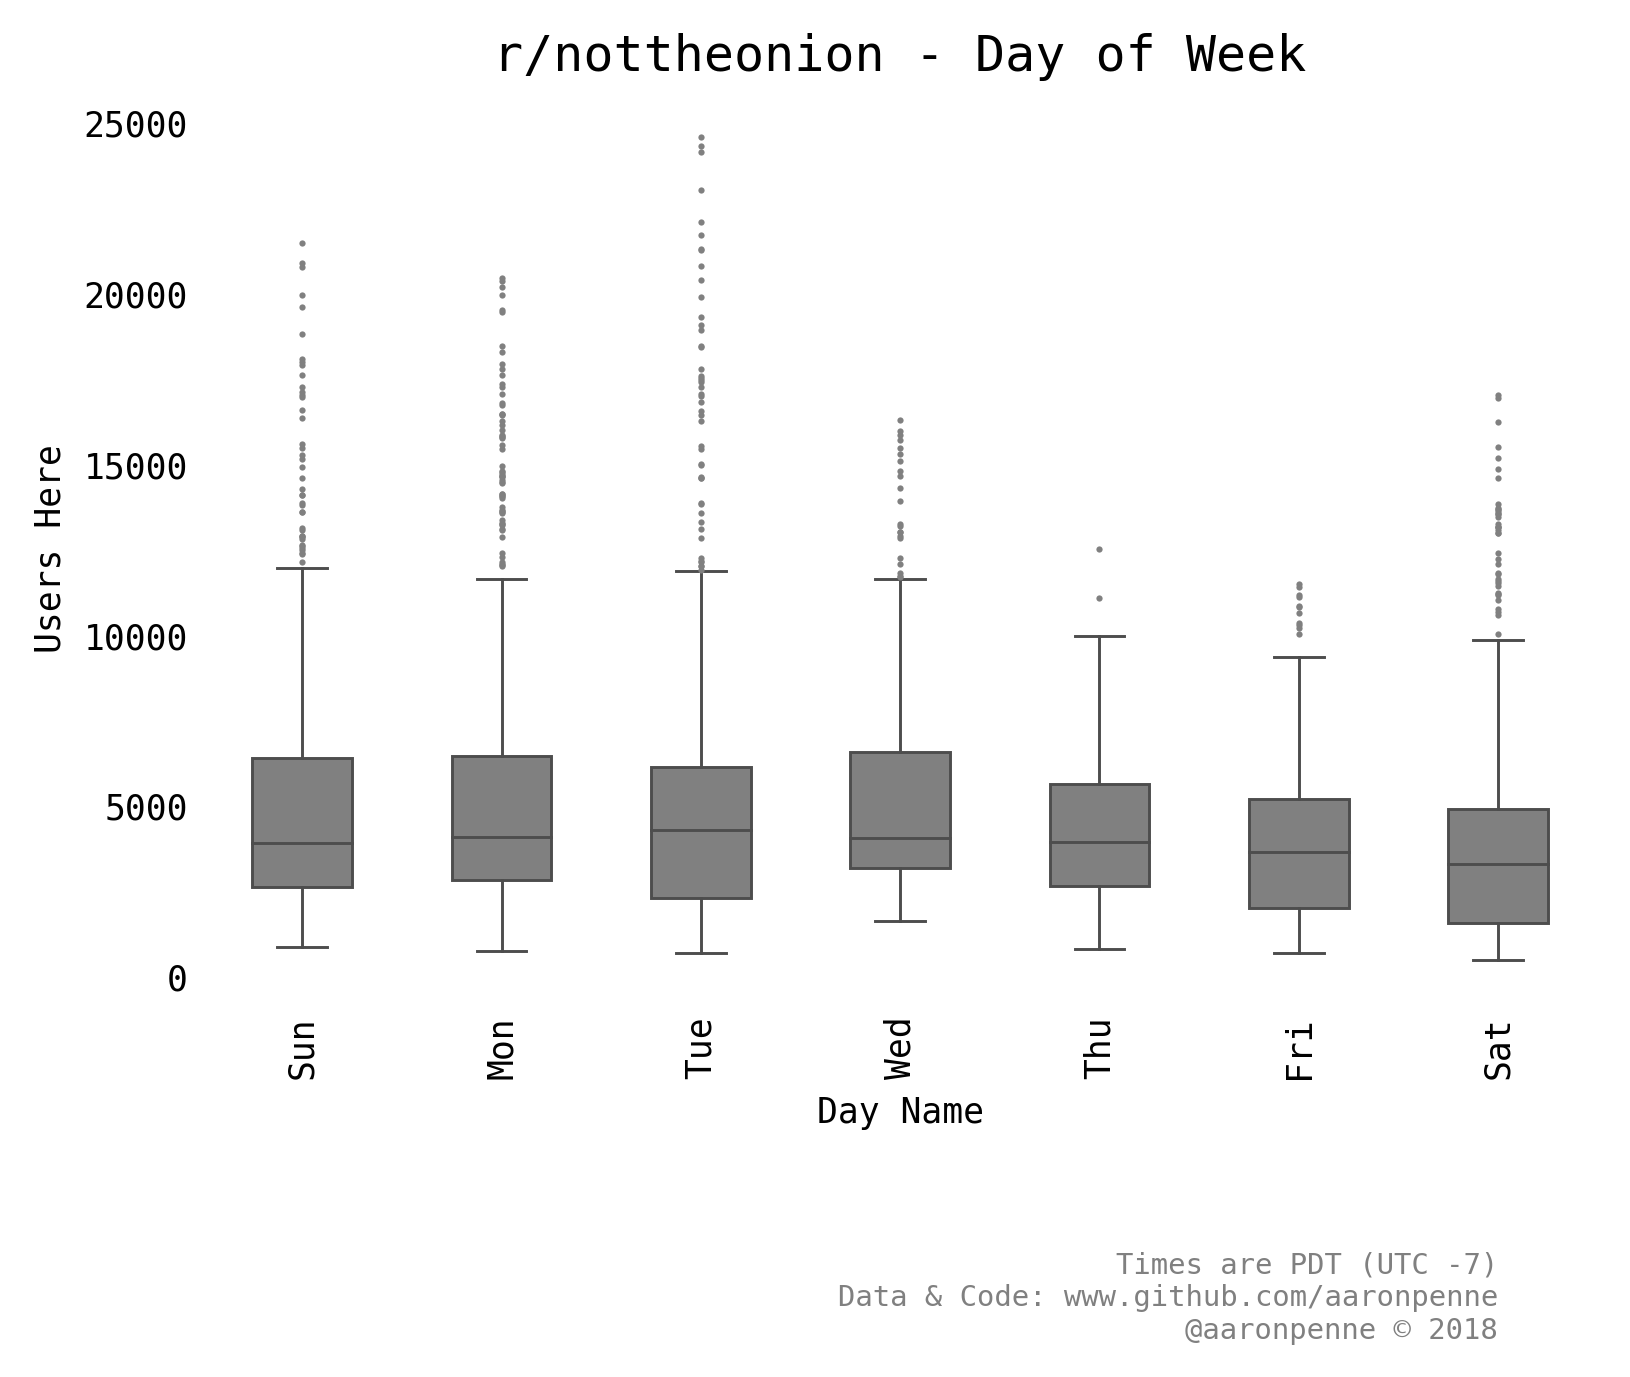 r/nottheonion - Day of Week
25000
20000
15000
10000
5000
0
Users Here
Sun
Mon
Tue
Wed
Thu
Fri
Sat
Day Name
Times are PDT (UTC -7)
Data & Code: www.github.com/aaronpenne
@aaronpenne © 2018